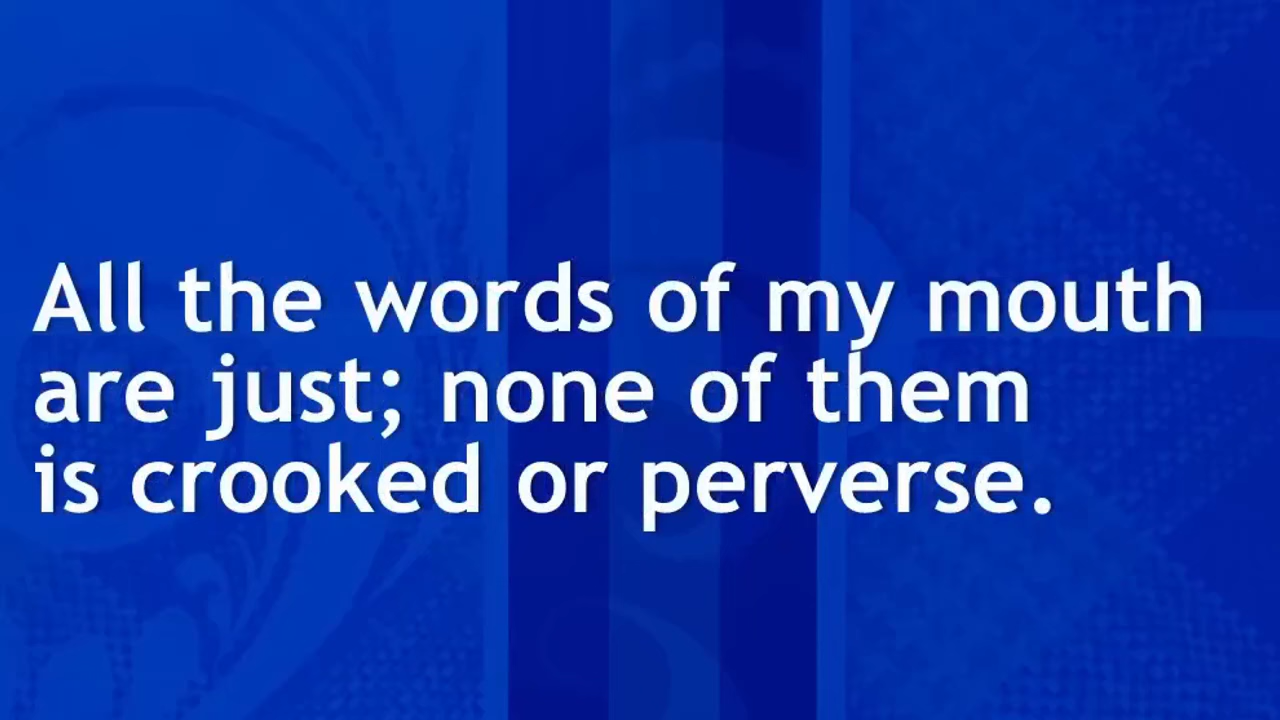 All the words of my mouth
are just; none of them
is crooked or perverse.